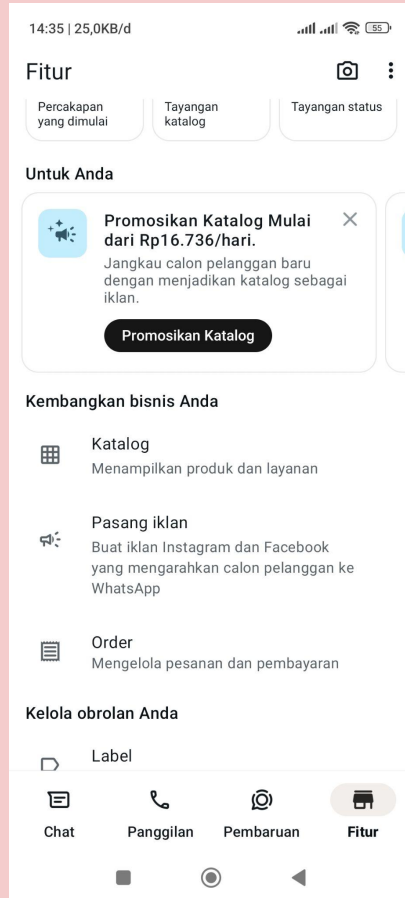 14:35 | 25,0KB/d
55
Fitur
Percakapan
yang dimulai
Tayangan
katalog
Tayangan status
Untuk Anda
Promosikan Katalog Mulai
dari Rp16.736/hari.
Jangkau calon pelanggan baru
dengan menjadikan katalog sebagai
iklan.
Promosikan Katalog
Kembangkan bisnis Anda
Katalog
Menampilkan produk dan layanan
Pasang iklan
Buat iklan Instagram dan Facebook
yang mengarahkan calon pelanggan ke
WhatsApp
Order
Mengelola pesanan dan pembayaran
Kelola obrolan Anda
Label
Chat
Panggilan
Pembaruan
Fitur